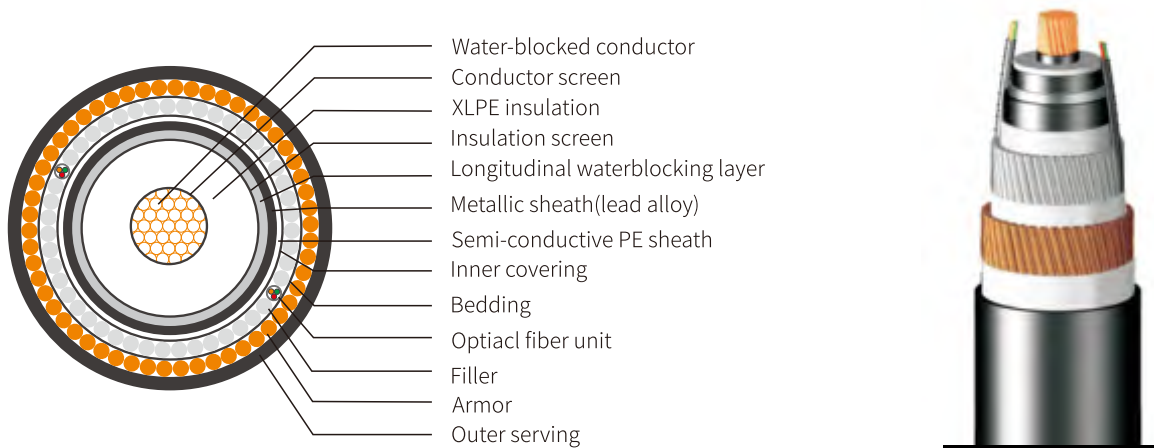 Water-blocked conductor
Conductor screen
XLPE insulation
Insulation screen
Longitudinal waterblocking layer
Metallic sheath(lead alloy)
Semi-conductive PE sheath
Inner covering
Bedding
Optiacl fiber unit
Filler
Armor
Outer serving